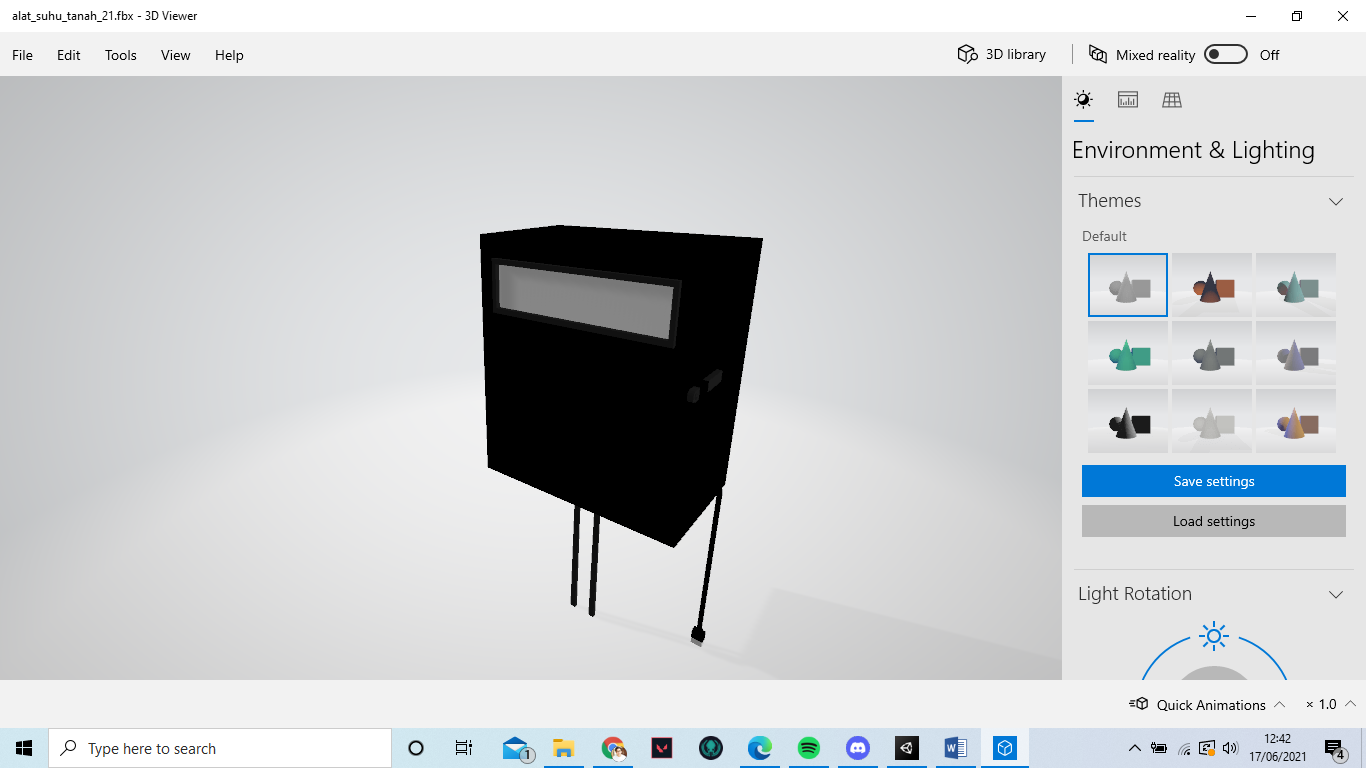 alat_suhu_tanah_21.fbx - 3D Viewer
File Edit Tools View Help
3D library
Mixed reality Off
Environment & Lighting
Themes
Default
Save settings
Load settings
Light Rotation
Quick Animations × 1.0
Type here to search
1
12:42
17/06/2021
4